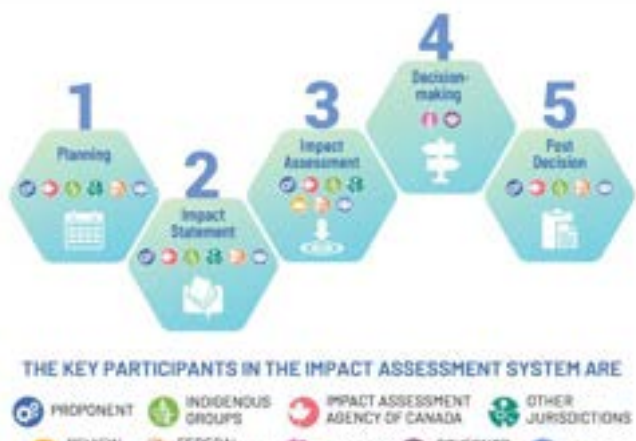 1
Planning
2
Impact
Statement
3
Impact
Assessment
4
Decision-
making
5
Post
Decision
THE KEY PARTICIPANTS IN THE IMPACT ASSESSMENT SYSTEM ARE
PROPONENT
INDIGENOUS
GROUPS
IMPACT ASSESSMENT
AGENCY OF CANADA
OTHER
JURISDICTIONS
REVIEW
FEDERAL